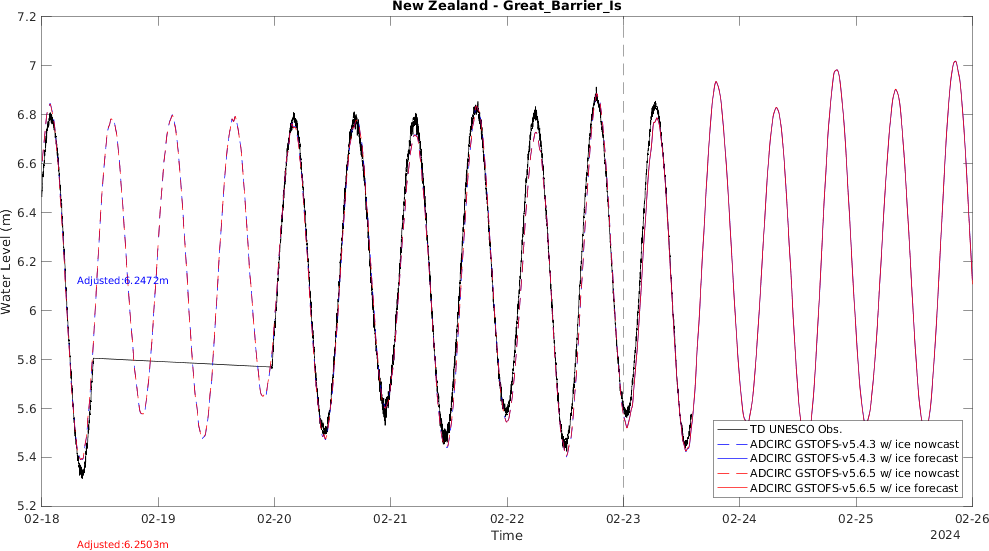 New Zealand - Great_Barrier_Is
7.2
7
6.8
6.6
6.4
6.2
6
5.8
5.6
5.4
5.2
Water Level (m)
Adjusted:6.2472m
TD UNESCO Obs.
ADCIRC GSTOFS-v5.4.3 w/ ice nowcast
ADCIRC GSTOFS-v5.4.3 w/ ice forecast
ADCIRC GSTOFS-v5.6.5 w/ ice nowcast
ADCIRC GSTOFS-v5.6.5 w/ ice forecast
02-18 02-19 02-20 02-21 02-22 02-23 02-24 02-25 02-26
Time
2024
Adjusted:6.2503m